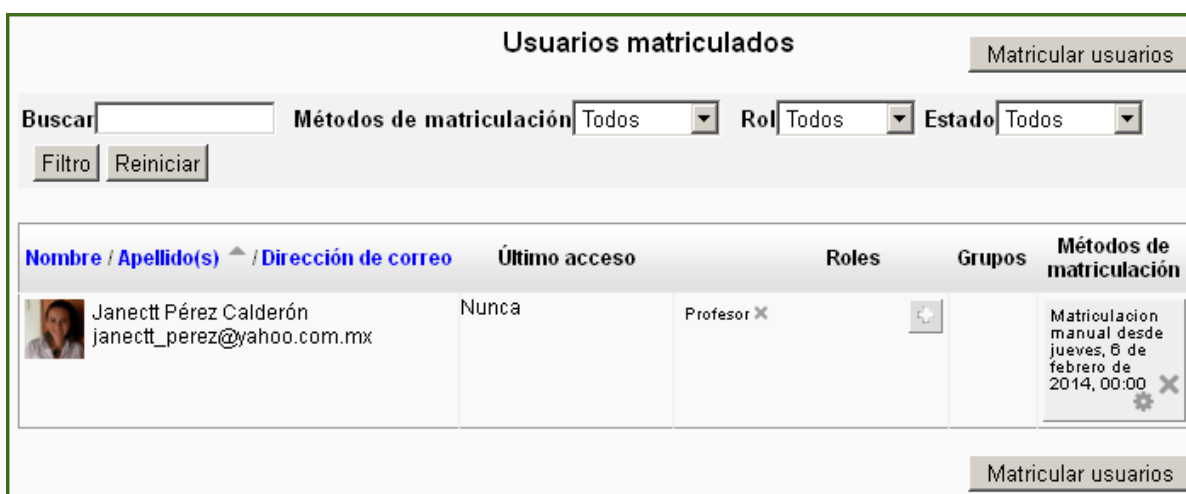 Usuarios matriculados
Matricular usuarios
Buscar Métodos de matriculación Todos Rol Todos Estado Todos
Filtro Reiniciar
Nombre / Apellido(s) / Dirección de correo Último acceso Roles Grupos Métodos de
matriculación
Janectt Pérez Calderón Nunca Profesor
janectt_perez@yahoo.com.mx
Matriculacion
manual desde
jueves, 6 de
febrero de
2014, 00:00
Matricular usuarios